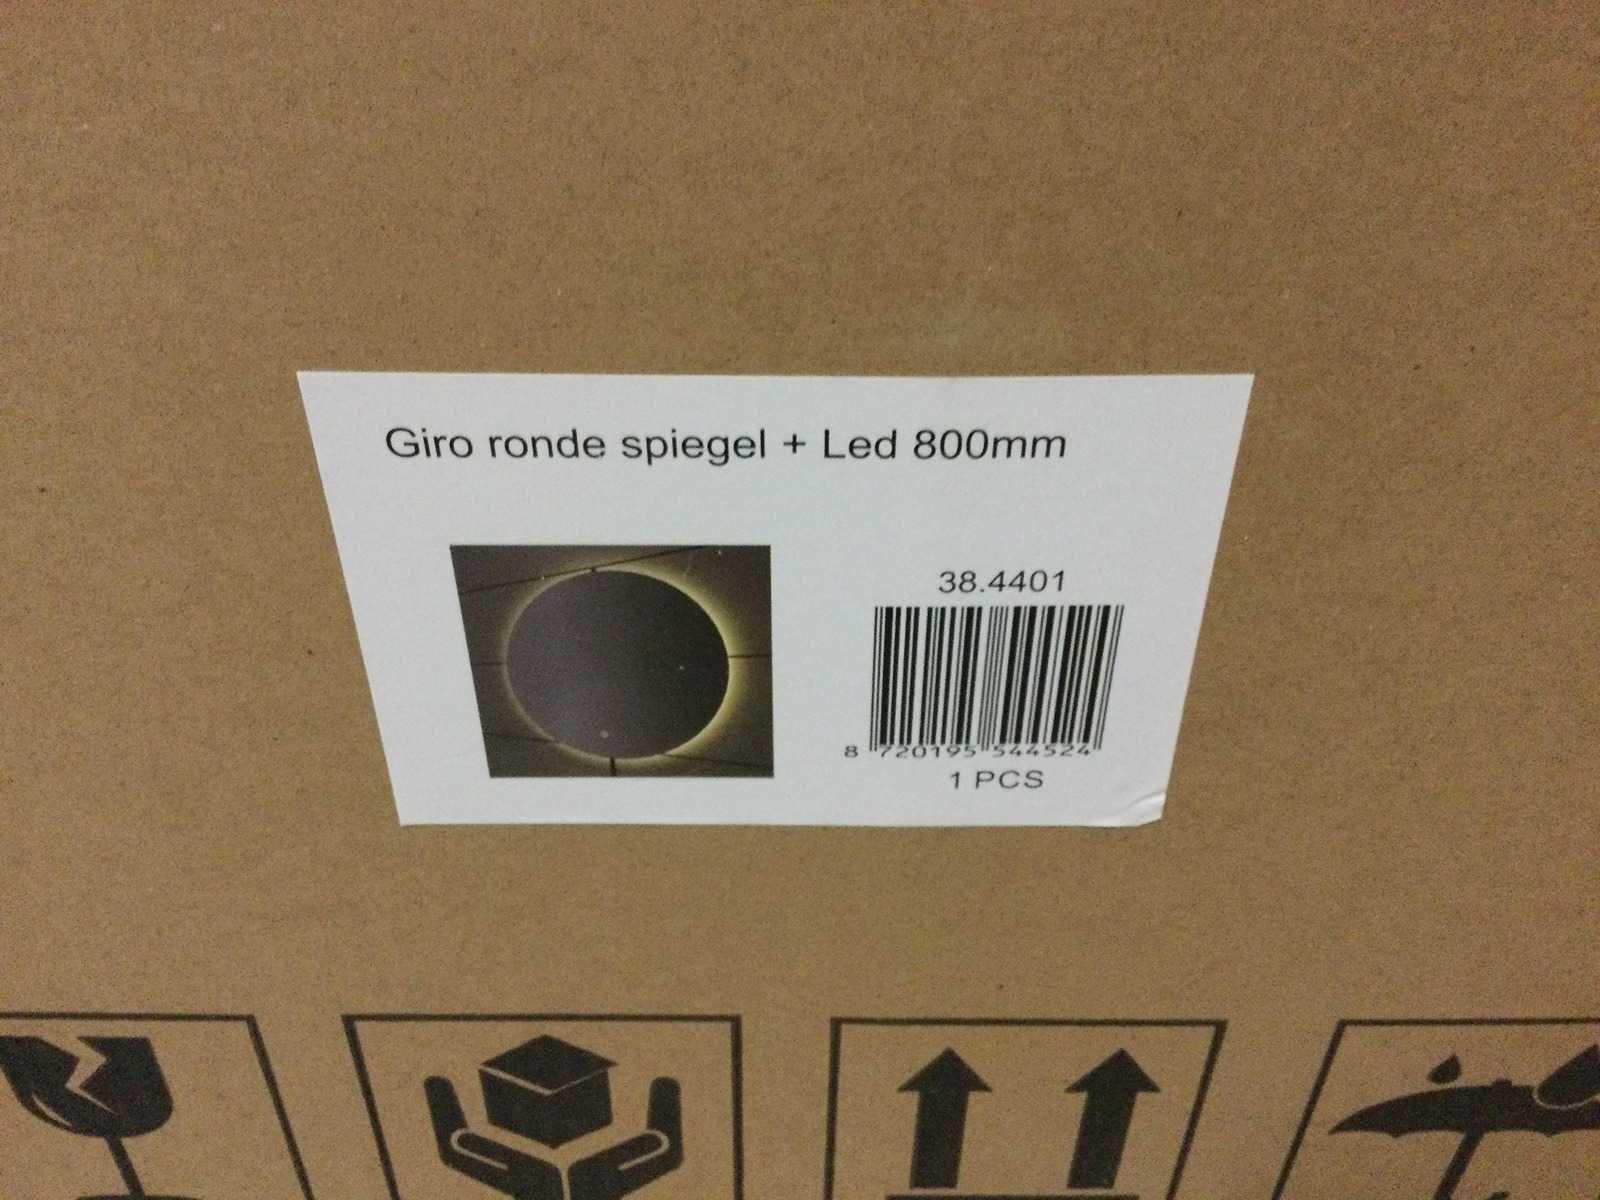 Giro ronde spiegel + Led 800mm
38.4401
8 720195 544524
1 PCS